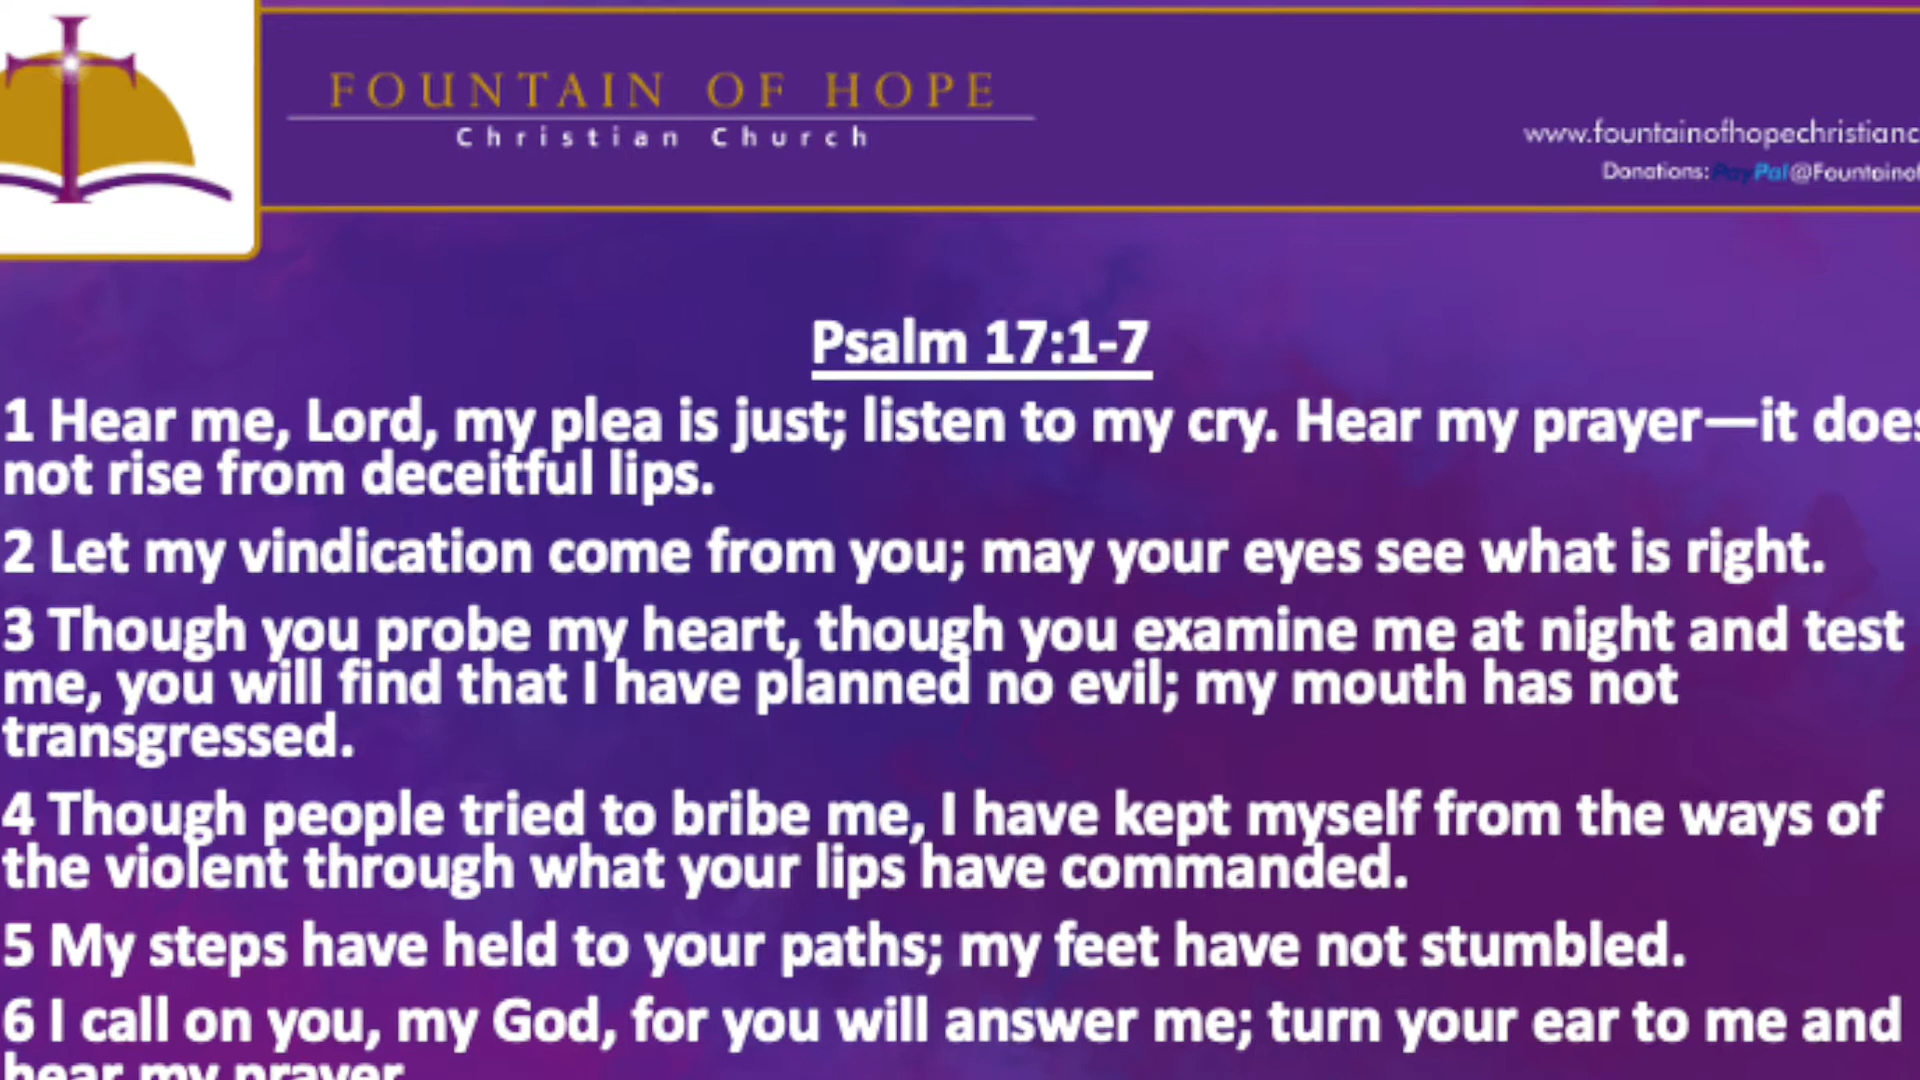 FOUNTAIN OF HOPE
Christian Church
www.fountainofhopechristianc
Donations: PayPal@Fountainof
Psalm 17:1-7
1 Hear me, Lord, my plea is just; listen to my cry. Hear my prayer—it does
not rise from deceitful lips.
2 Let my vindication come from you; may your eyes see what is right.
3 Though you probe my heart, though you examine me at night and test
me, you will find that I have planned no evil; my mouth has not
transgressed.
4 Though people tried to bribe me, I have kept myself from the ways of
the violent through what your lips have commanded.
5 My steps have held to your paths; my feet have not stumbled.
6 I call on you, my God, for you will answer me; turn your ear to me and
hear my prayer